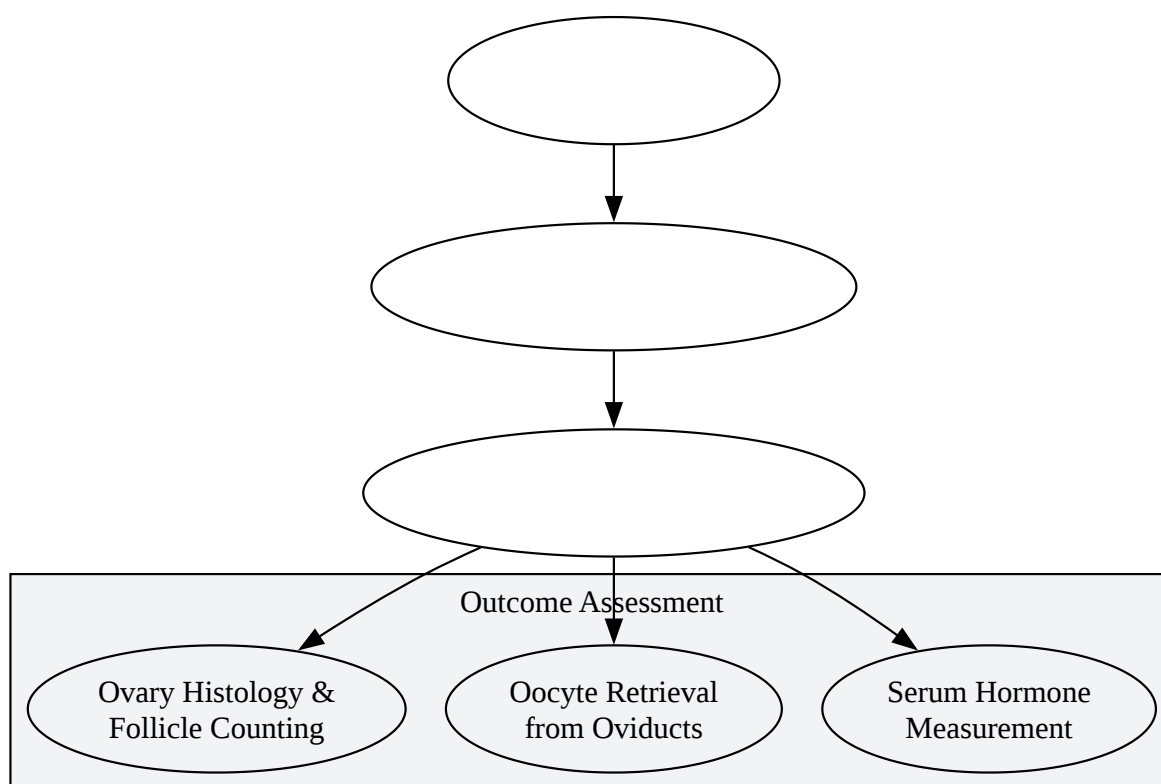 Outcome Assessment
Ovary Histology &
Follicle Counting
Oocyte Retrieval
from Oviducts
Serum Hormone
Measurement